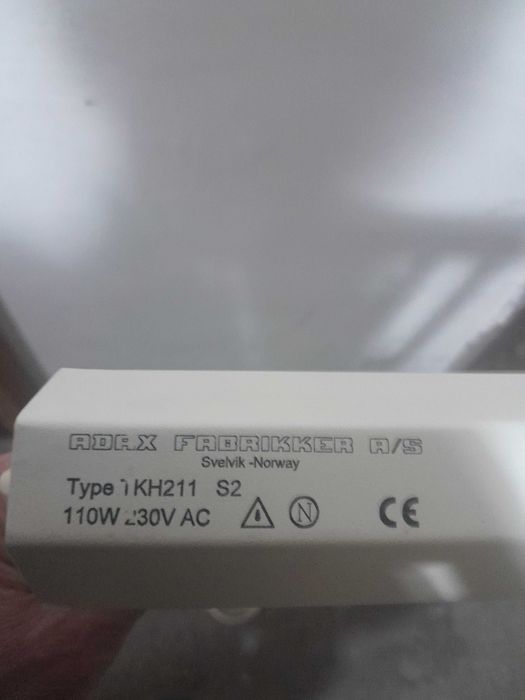 ADAX FABRIKKER A/S
Svelvik -Norway
Type KH211 S2
110W 230V AC N CE